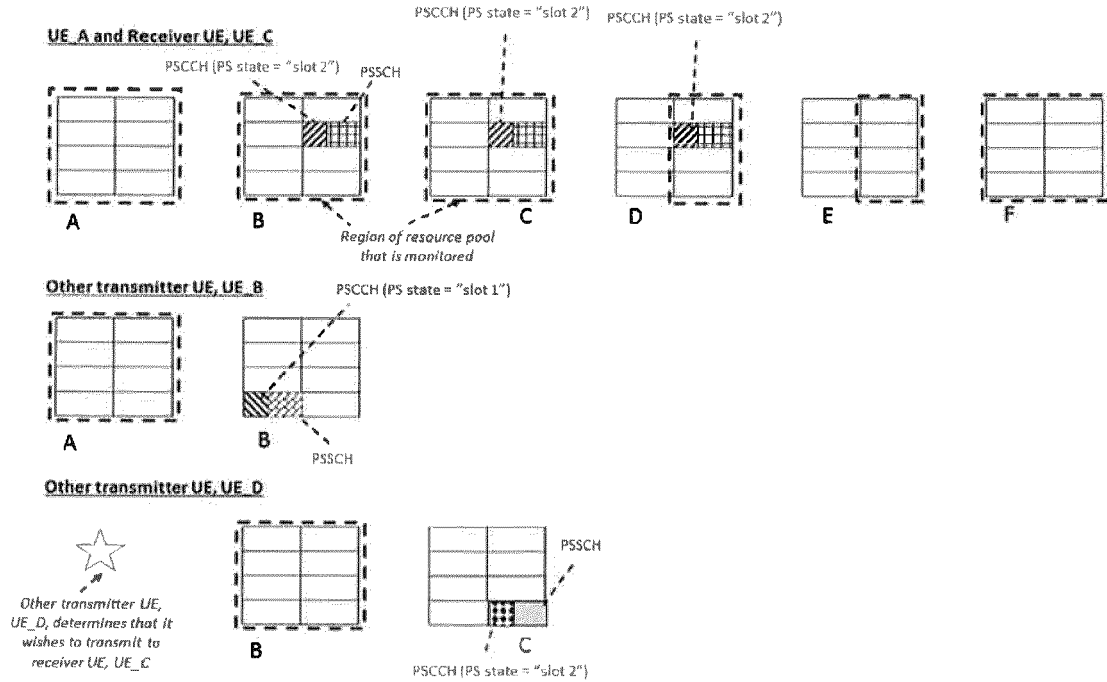 PSCCH (PS state = "slot 2")
PSCCH (PS state = "slot 2")
UE_A and Receiver UE, UE_C
PSCCH (PS state = "slot 2")
PSSCH
A
B
C
D
E
F
Region of resource pool
that is monitored
Other transmitter UE, UE_B
PSCCH (PS state = "slot 1")
A
B
PSSCH
Other transmitter UE, UE_D
PSSCH
Other transmitter UE,
UE_D, determines that it
wishes to transmit to
receiver UE, UE_C
B
C
PSCCH (PS state = "slot 2")